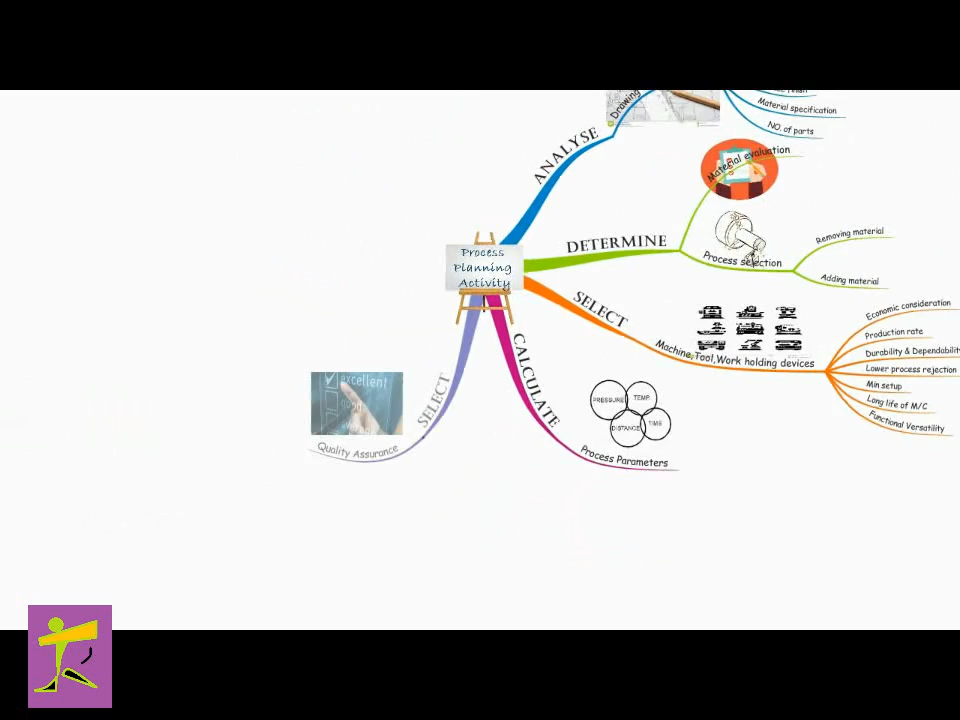 Drawing
Material specification
NO. of parts
ANALYSE
Material evaluation
DETERMINE
Process selection
Removing material
Adding material
Process
Planning
Activity
SELECT
Machine,Tool,Work holding devices
Economic consideration
Production rate
Durability & Dependability
Lower process rejection
Min setup
Long life of M/C
Functional Versatility
CALCULATE
PRESSURE
TEMP.
DISTANCE
TIME
Process Parameters
SELECT
excellent
good
Quality Assurance